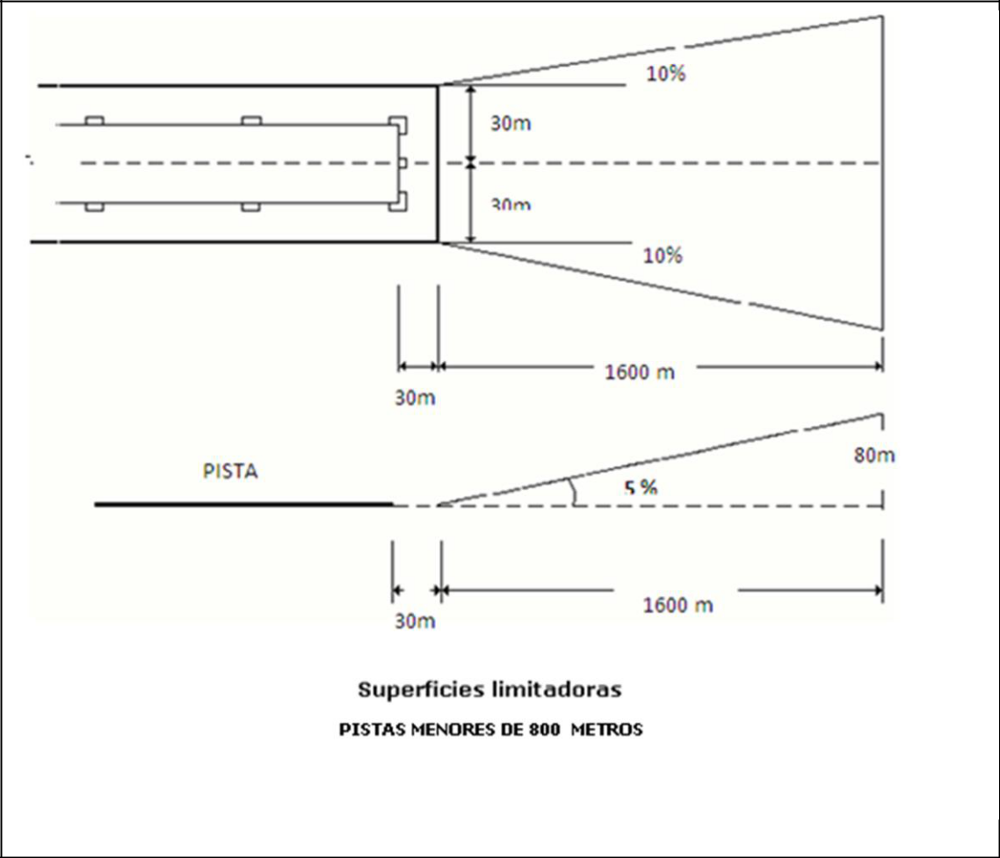 10%
30m
30m
10%
1600 m
30m
80m
PISTA
5 %
1600 m
30m
Superficies limitadoras
PISTAS MENORES DE 800 METROS